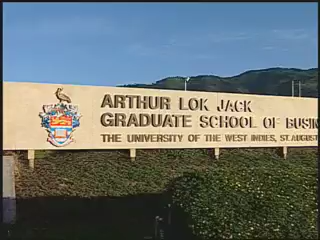 ARTHUR LOK JACK
GRADUATE SCHOOL OF BUSIN
THE UNIVERSITY OF THE WEST INDIES, ST. AUGUST